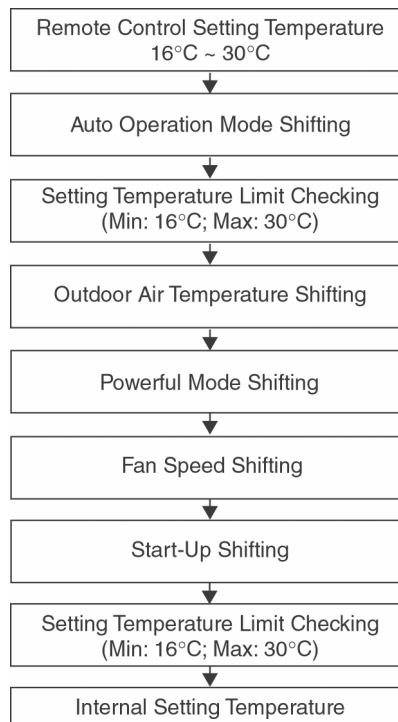 Remote Control Setting Temperature
16°C ~ 30°C
Auto Operation Mode Shifting
Setting Temperature Limit Checking
(Min: 16°C; Max: 30°C)
Outdoor Air Temperature Shifting
Powerful Mode Shifting
Fan Speed Shifting
Start-Up Shifting
Setting Temperature Limit Checking
(Min: 16°C; Max: 30°C)
Internal Setting Temperature